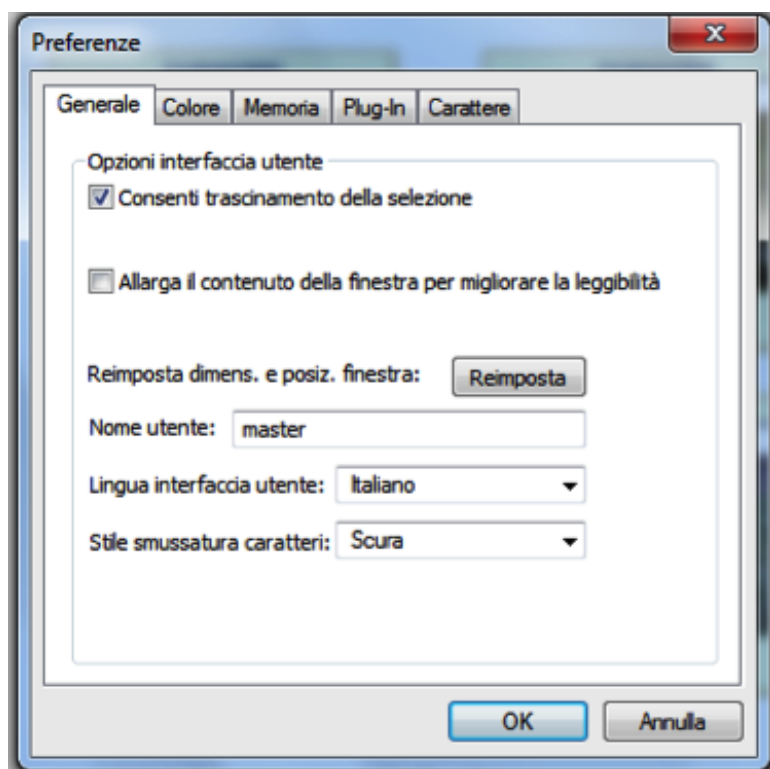 Preferenze
Generale Colore Memoria Plug-In Carattere
Opzioni interfaccia utente
Consenti trascinamento della selezione
Allarga il contenuto della finestra per migliorare la leggibilità
Reimposta dimens. e posiz. finestra: Reimposta
Nome utente: master
Lingua interfaccia utente: Italiano
Stile smussatura caratteri: Scura
OK Annulla